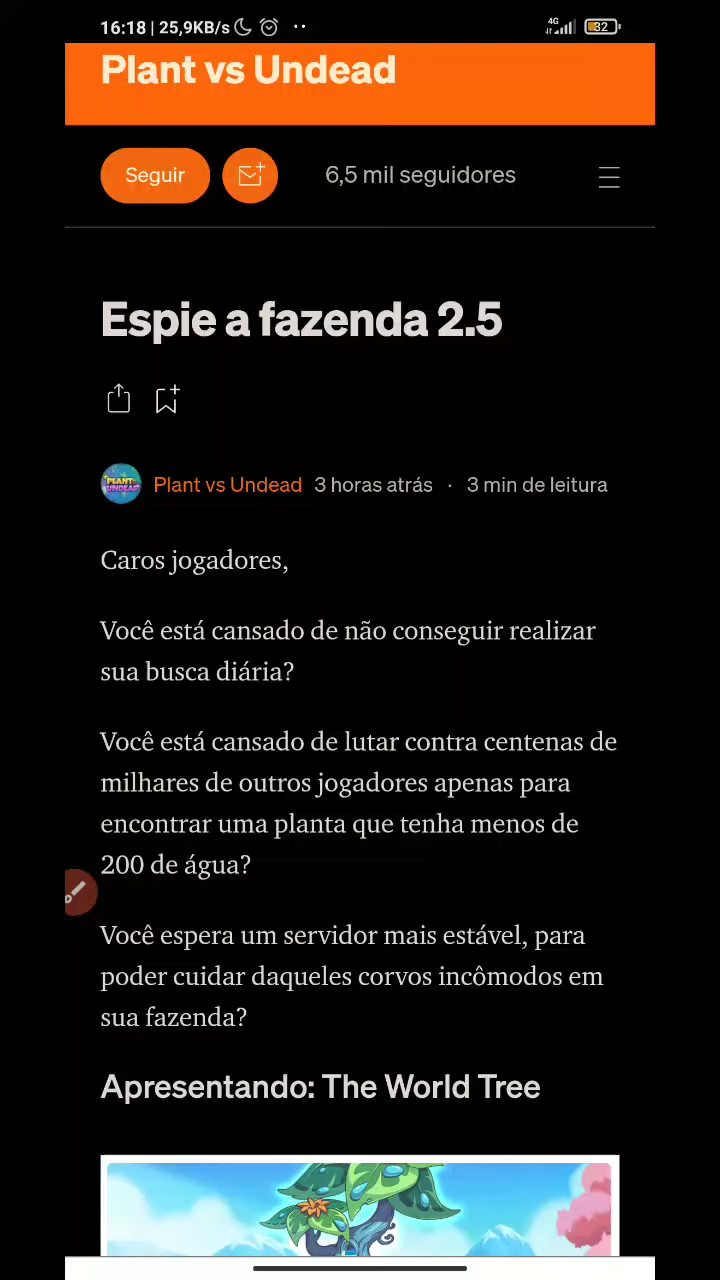 16:18 | 25,9KB/s
4G
32
Plant vs Undead
Seguir
6,5 mil seguidores
Espie a fazenda 2.5
PLANT
UNDEAD
Plant vs Undead 3 horas atrás · 3 min de leitura
Caros jogadores,
Você está cansado de não conseguir realizar
sua busca diária?
Você está cansado de lutar contra centenas de
milhares de outros jogadores apenas para
encontrar uma planta que tenha menos de
200 de água?
Você espera um servidor mais estável, para
poder cuidar daqueles corvos incômodos em
sua fazenda?
Apresentando: The World Tree